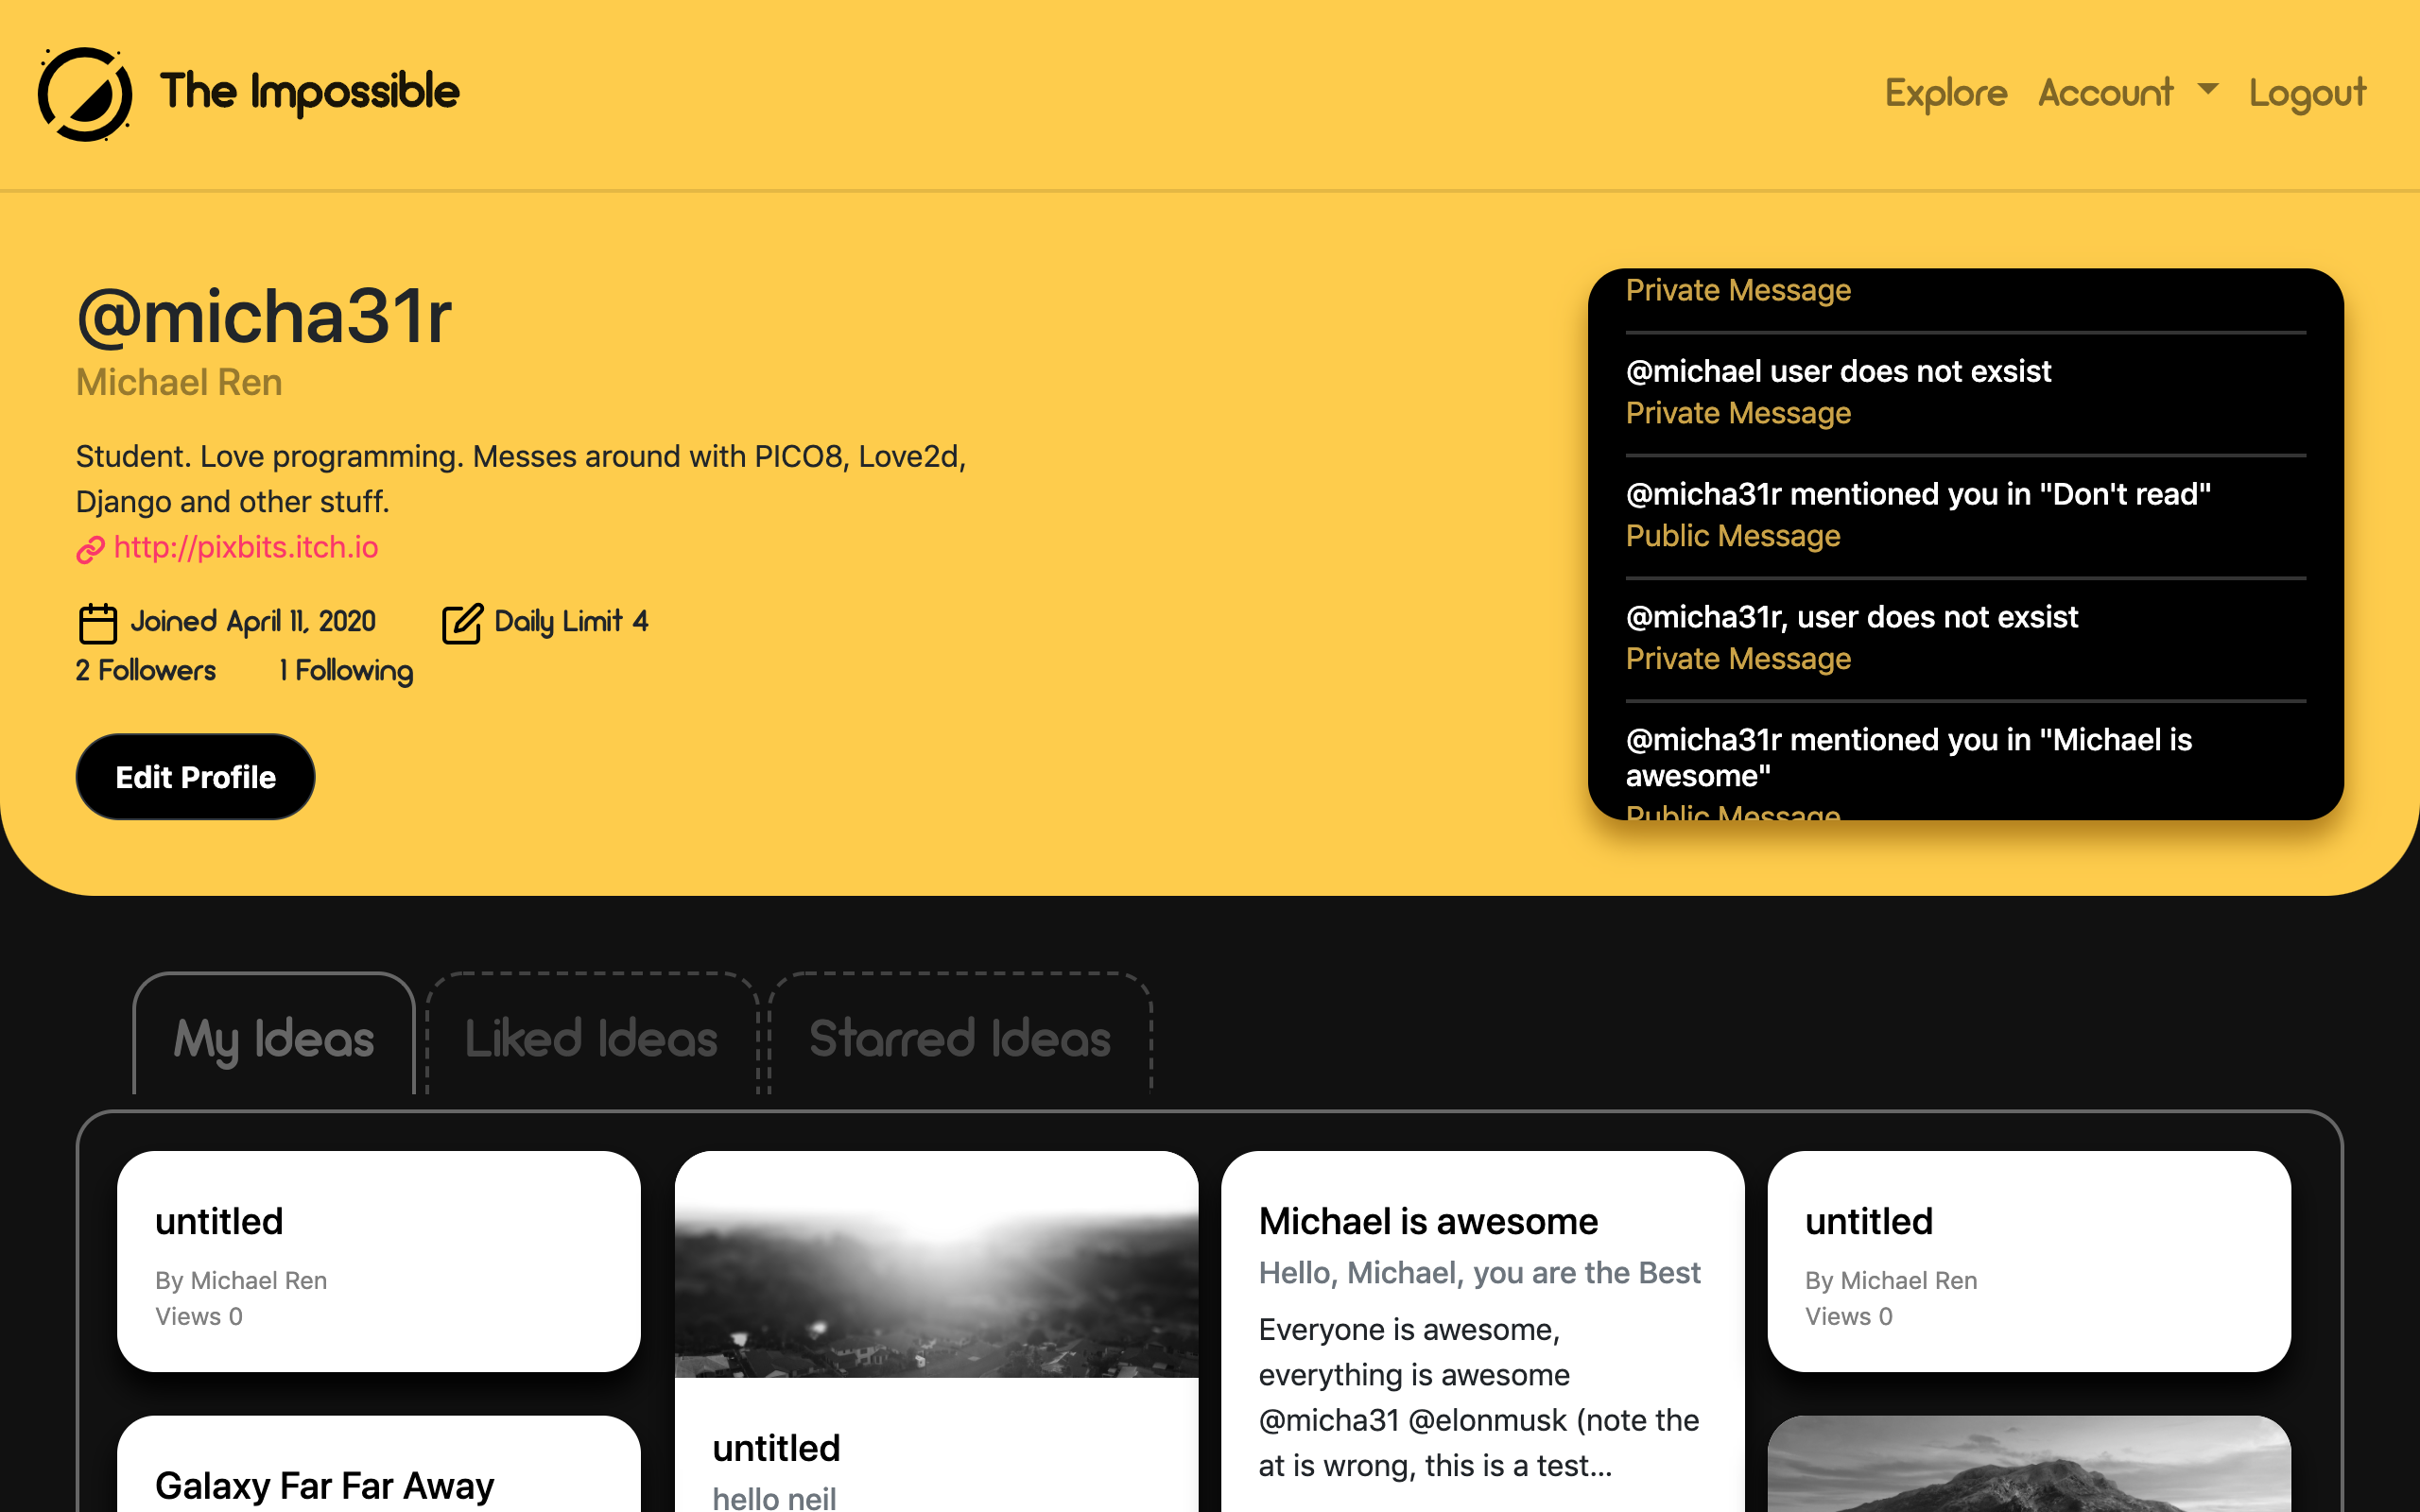 The Impossible
Explore Account Logout
@micha31r
Michael Ren
Student. Love programming. Messes around with PICO8, Love2d,
Django and other stuff.
http://pixbits.itch.io
Joined April 11, 2020 Daily Limit 4
2 Followers 1 Following
Edit Profile
Private Message
@michael user does not exsist
Private Message
@micha31r mentioned you in "Don't read"
Public Message
@micha31r, user does not exsist
Private Message
@micha31r mentioned you in "Michael is
awesome"
Public Message
My Ideas Liked Ideas Starred Ideas
untitled
By Michael Ren
Views 0
Galaxy Far Far Away
untitled
hello neil
Michael is awesome
Hello, Michael, you are the Best
Everyone is awesome,
everything is awesome
@micha31 @elonmusk (note the
at is wrong, this is a test...
untitled
By Michael Ren
Views 0